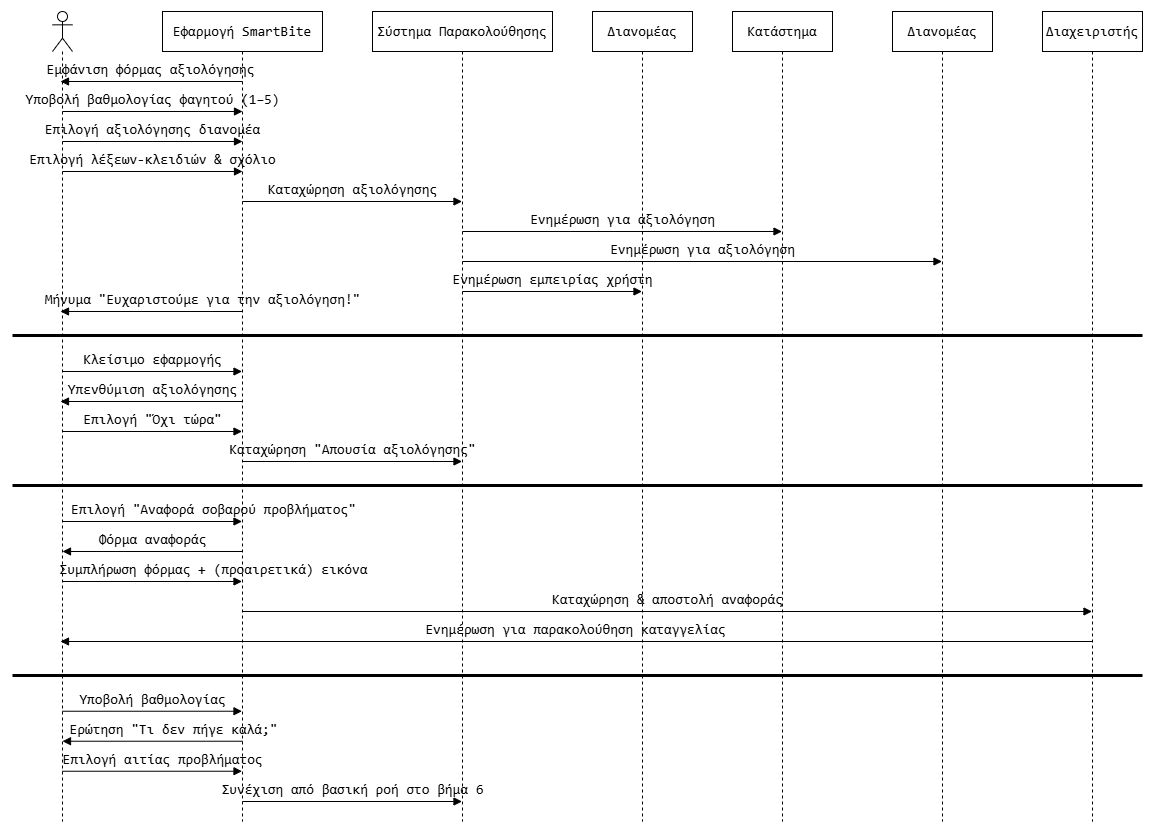 Εφαρμογή SmartBite
Σύστημα Παρακολούθησης
Διανομέας
Κατάστημα
Διανομέας
Διαχειριστής
Εμφάνιση φόρμας αξιολόγησης
Υποβολή βαθμολογίας φαγητού (1–5)
Επιλογή αξιολόγησης διανομέα
Επιλογή λέξεων-κλειδιών & σχόλιο
Καταχώρηση αξιολόγησης
Ενημέρωση για αξιολόγηση
Ενημέρωση για αξιολόγηση
Ενημέρωση εμπειρίας χρήστη
Μήνυμα "Ευχαριστούμε για την αξιολόγηση!"
Κλείσιμο εφαρμογής
Υπενθύμιση αξιολόγησης
Επιλογή "Όχι τώρα"
Καταχώρηση "Απουσία αξιολόγησης"
Επιλογή "Αναφορά σοβαρού προβλήματος"
Φόρμα αναφοράς
Συμπλήρωση φόρμας + (προαιρετικά) εικόνα
Καταχώρηση & αποστολή αναφοράς
Ενημέρωση για παρακολούθηση καταγγελίας
Υποβολή βαθμολογίας
Ερώτηση "Τι δεν πήγε καλά;"
Επιλογή αιτίας προβλήματος
Συνέχιση από βασική ροή στο βήμα 6